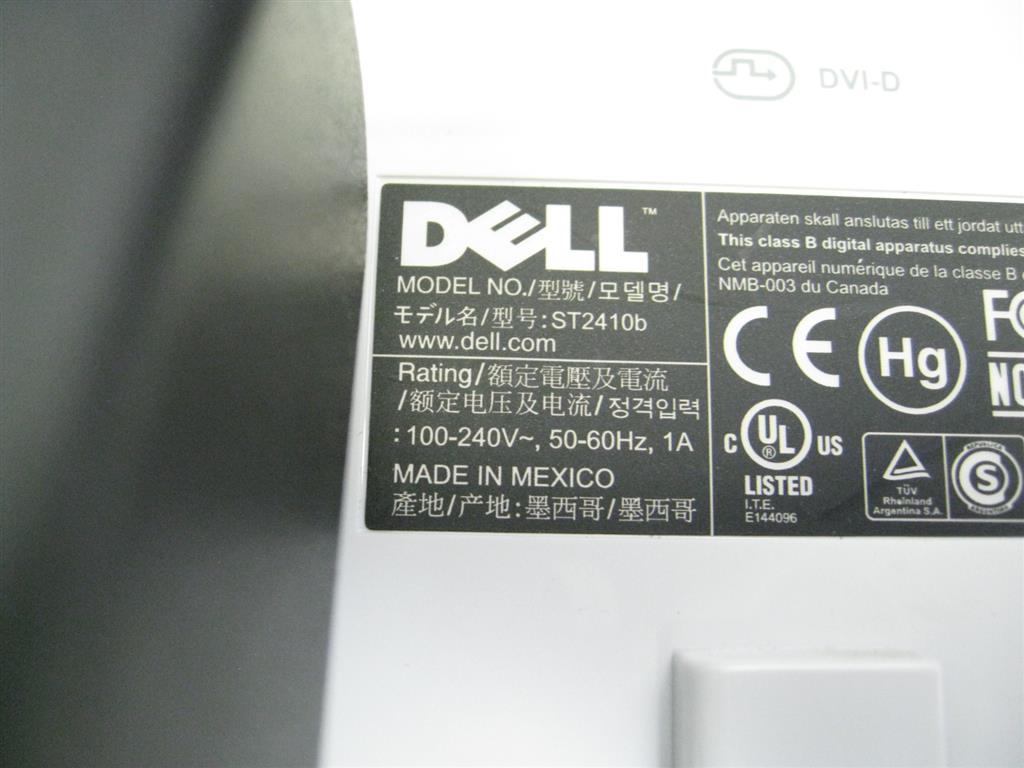 DVI-D
DELL™
MODEL NO./型號/모델명/
モデル名/型号:ST2410b
www.dell.com
Rating/額定電壓及電流
/额定电压及电流/정격입력
:100-240V~, 50-60Hz, 1A
MADE IN MEXICO
產地/产地:墨西哥/墨西哥
Apparaten skall anslutas till ett jordat
This class B digital apparatus complies
Cet appareil numérique de la classe B
NMB-003 du Canada
CE
Hg
C UL® US
LISTED
I.T.E.
E144096
TÜV
Rheinland
Argentina S.A.
REPUBLICA
S
ARGENTINA